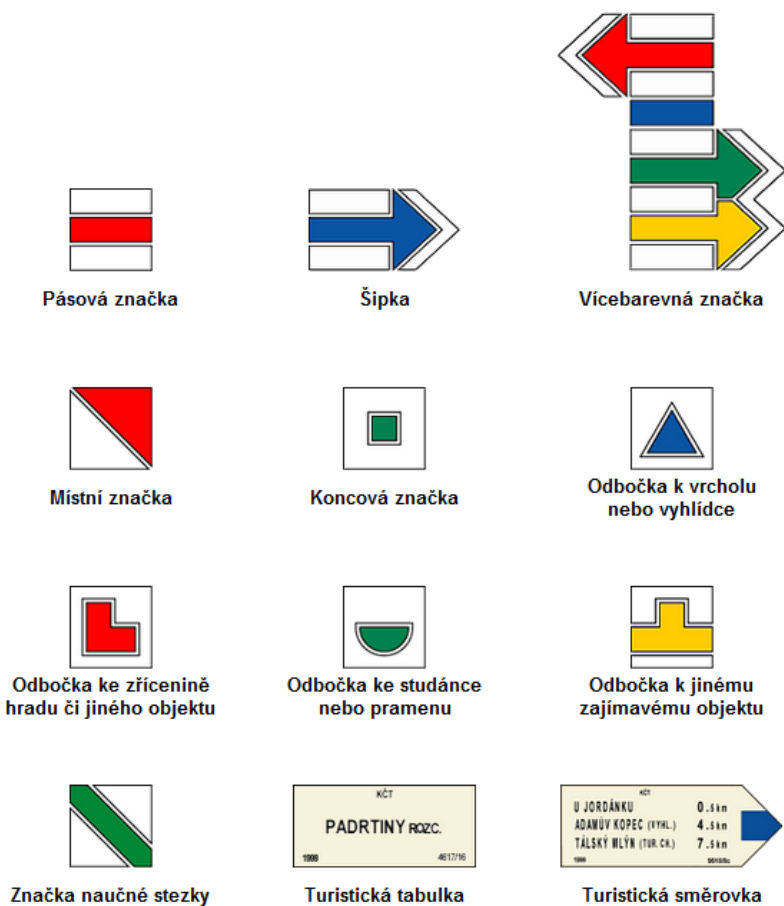 Pásová značka
Šipka
Vícebarevná značka
Místní značka
Koncová značka
Odbočka k vrcholu
nebo vyhlídce
Odbočka ke zřícenině
hradu či jiného objektu
Odbočka ke studánce
nebo pramenu
Odbočka k jinému
zajímavému objektu
KČT
PADRTINY ROZC.
1999 4617/16
KČT
U JORDÁNKU 0.5km
ADAMŮV KOPEC (VYHL.) 4.5km
TÁLSKÝ MLÝN (TUR. CH.) 7.5km
1999
Značka naučné stezky
Turistická tabulka
Turistická směrovka